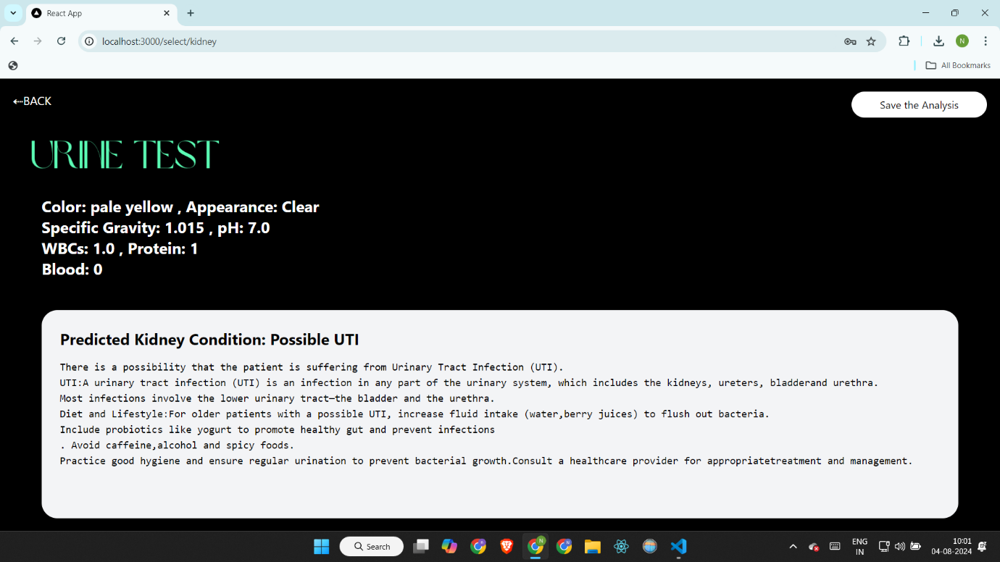 React App
localhost:3000/select/kidney
N
All Bookmarks
⇠BACK
Save the Analysis
URINE TEST
Color: pale yellow , Appearance: Clear
Specific Gravity: 1.015 , pH: 7.0
WBCs: 1.0 , Protein: 1
Blood: 0
Predicted Kidney Condition: Possible UTI
There is a possibility that the patient is suffering from Urinary Tract Infection (UTI).
UTI:A urinary tract infection (UTI) is an infection in any part of the urinary system, which includes the kidneys, ureters, bladderand urethra.
Most infections involve the lower urinary tract—the bladder and the urethra.
Diet and Lifestyle:For older patients with a possible UTI, increase fluid intake (water,berry juices) to flush out bacteria.
Include probiotics like yogurt to promote healthy gut and prevent infections
. Avoid caffeine,alcohol and spicy foods.
Practice good hygiene and ensure regular urination to prevent bacterial growth.Consult a healthcare provider for appropriatetreatment and management.
Search
ENG
IN
10:01
04-08-2024